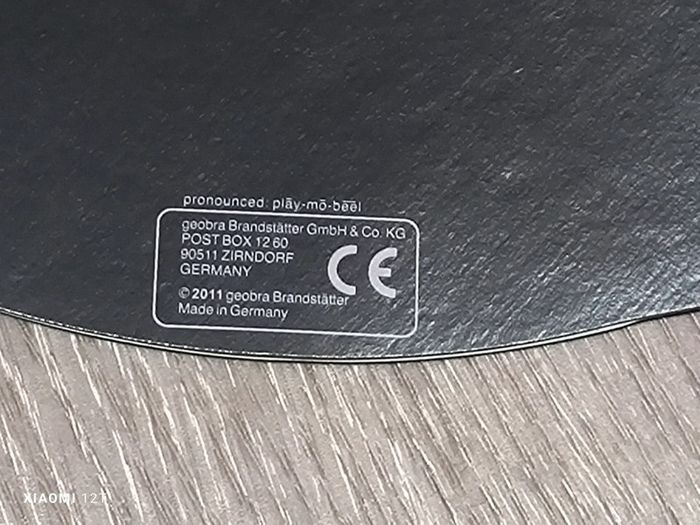 pronounced: plāy-mō-bēēl
geobra Brandstätter GmbH & Co. KG
POST BOX 12 60
90511 ZIRNDORF
GERMANY
CE
© 2011 geobra Brandstätter
Made in Germany
XIAOMI 12T